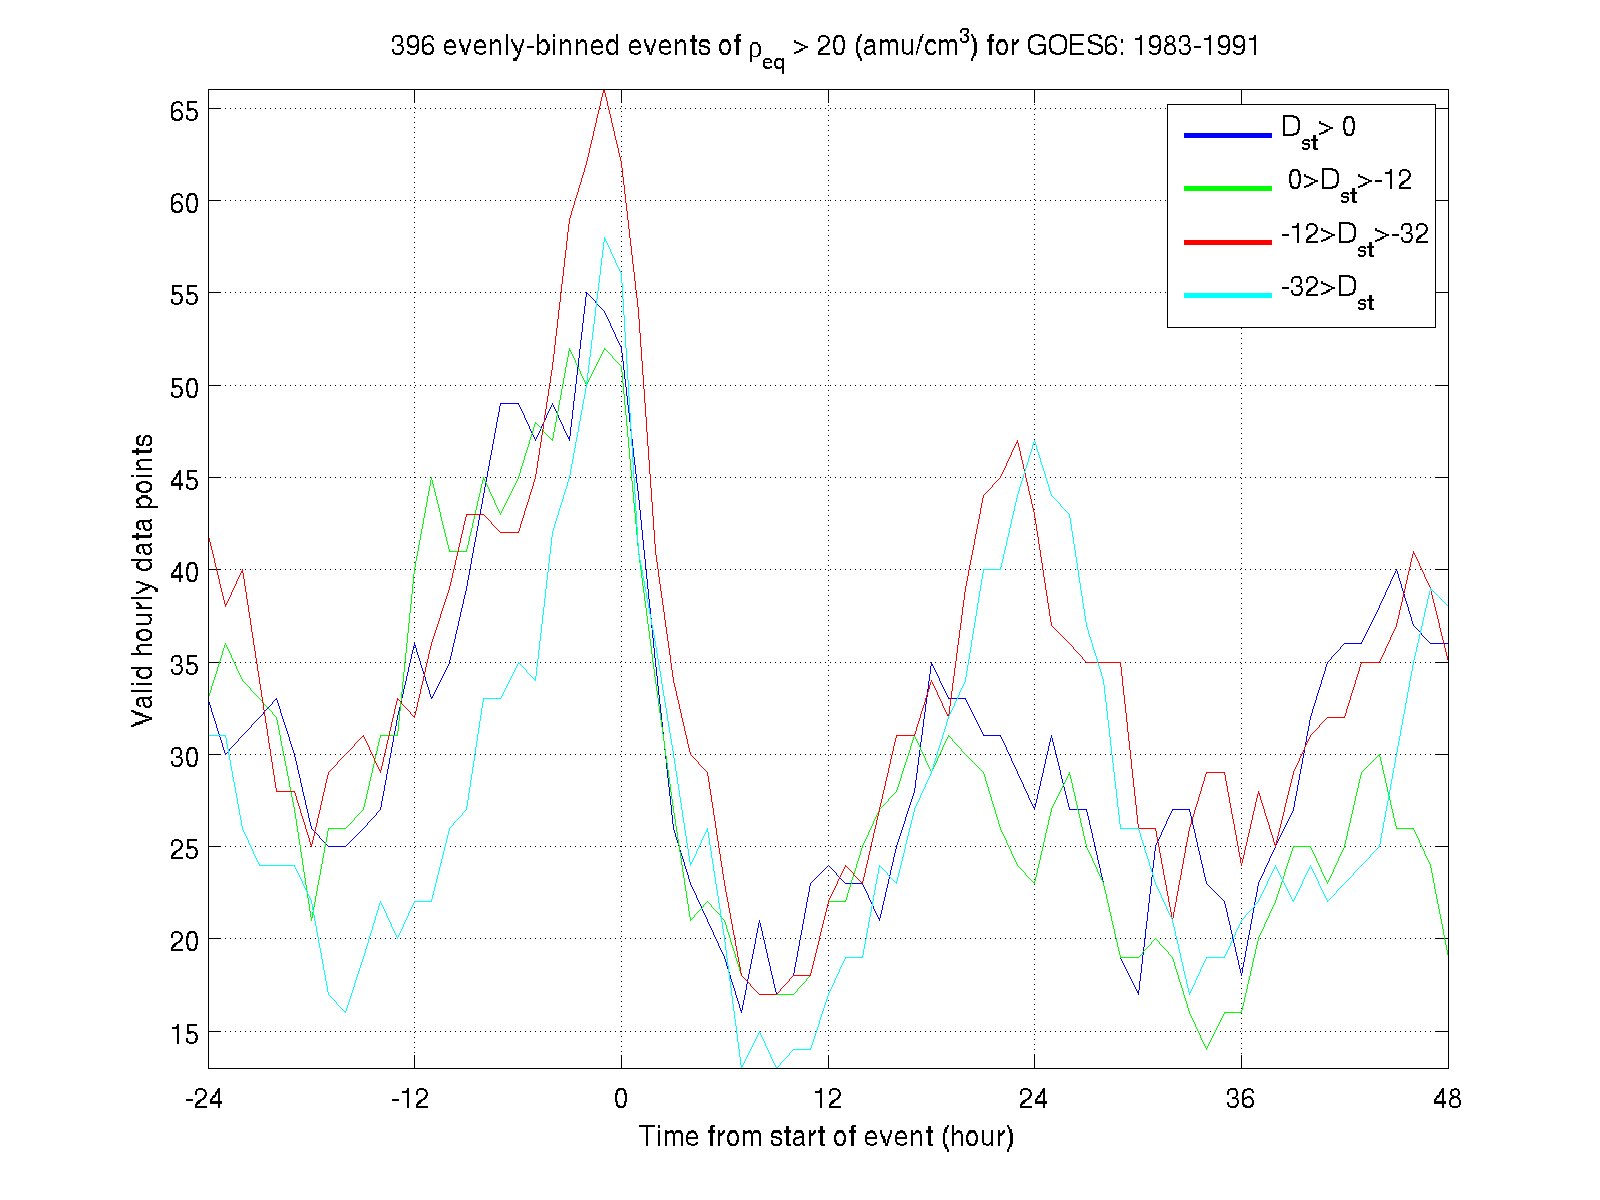 396 evenly-binned events of ρeq > 20 (amu/cm³) for GOES6: 1983-1991
Dst> 0
0>Dst>-12
-12>Dst>-32
-32>Dst
65
60
55
50
45
40
35
30
25
20
15
Valid hourly data points
-24 -12 0 12 24 36 48
Time from start of event (hour)